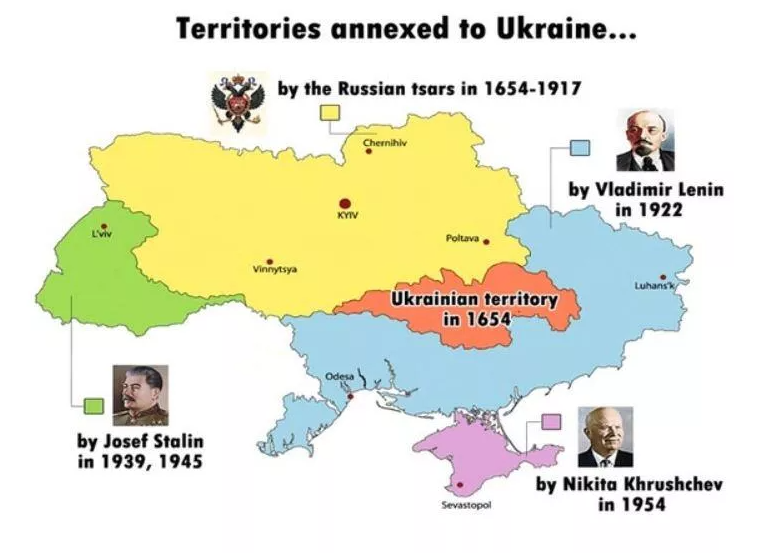 Territories annexed to Ukraine...
by the Russian tsars in 1654-1917
Chernihiv
by Vladimir Lenin
in 1922
KYIV
L'viv
Poltava
Vinnytsya
Luhans'k
Ukrainian territory
in 1654
Odesa
by Josef Stalin
in 1939, 1945
by Nikita Khrushchev
in 1954
Sevastopol